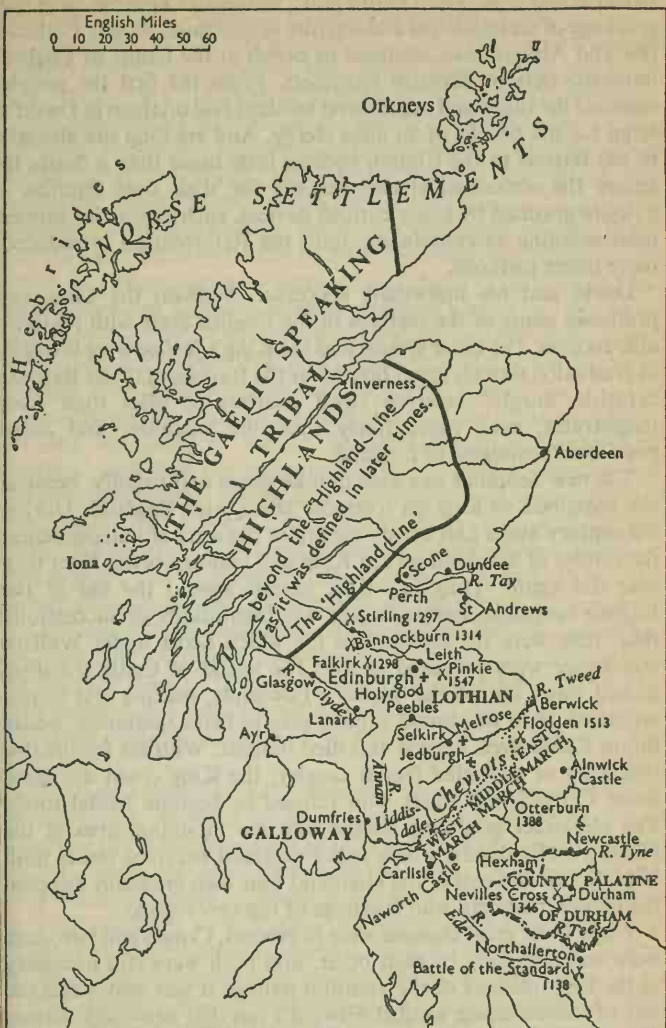 English Miles
0 10 20 30 40 50 60
Orkneys
Hebrides
NORSE SETTLEMENTS
THE GAELIC SPEAKING
TRIBAL
HIGHLANDS
beyond the 'Highland Line'
as it was defined in later times.
The 'Highland Line'
Inverness
Aberdeen
Iona
Scone
Dundee
R. Tay
Perth
St Andrews
Stirling 1297
Bannockburn 1314
Leith
Falkirk 1298
Pinkie
1547
Edinburgh
Glasgow
R. Clyde
Holyrood
LOTHIAN
R. Tweed
Lanark
Peebles
Berwick
Flodden 1513
Selkirk
Melrose
Ayr
Jedburgh
Cheviots
EAST
MIDDLE MARCH
MARCH
Alnwick
Castle
R. Annan
Liddis-
dale
WEST
MARCH
Otterburn
1388
Dumfries
GALLOWAY
Newcastle
R. Tyne
Hexham
Carlisle
Naworth Castle
COUNTY PALATINE
Durham
Nevilles Cross
1346
OF DURHAM
R. Eden
R. Tees
Northallerton
Battle of the Standard
1138